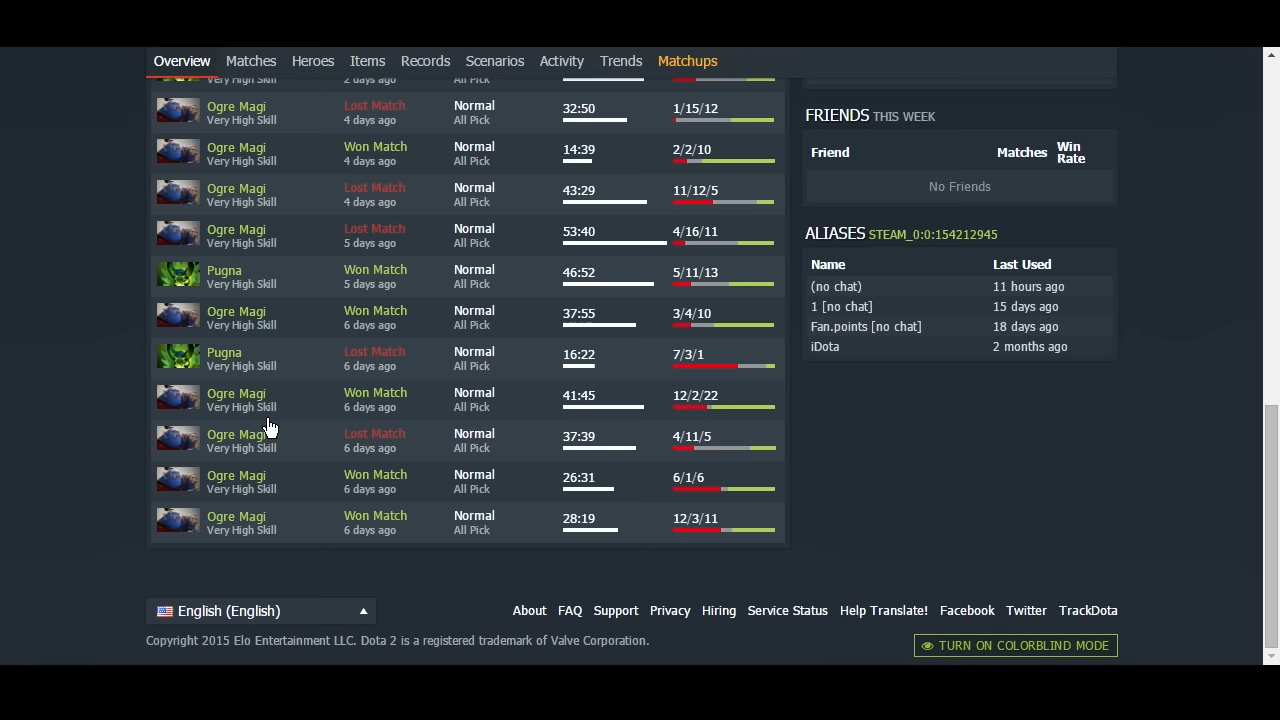 Overview Matches Heroes Items Records Scenarios Activity Trends Matchups
Very High Skill 2 days ago All Pick
Ogre Magi Lost Match Normal 32:50 1/15/12
Very High Skill 4 days ago All Pick
Ogre Magi Won Match Normal 14:39 2/2/10
Very High Skill 4 days ago All Pick
Ogre Magi Lost Match Normal 43:29 11/12/5
Very High Skill 4 days ago All Pick
Ogre Magi Lost Match Normal 53:40 4/16/11
Very High Skill 5 days ago All Pick
Pugna Won Match Normal 46:52 5/11/13
Very High Skill 5 days ago All Pick
Ogre Magi Won Match Normal 37:55 3/4/10
Very High Skill 6 days ago All Pick
Pugna Lost Match Normal 16:22 7/3/1
Very High Skill 6 days ago All Pick
Ogre Magi Won Match Normal 41:45 12/2/22
Very High Skill 6 days ago All Pick
Ogre Magi Lost Match Normal 37:39 4/11/5
Very High Skill 6 days ago All Pick
Ogre Magi Won Match Normal 26:31 6/1/6
Very High Skill 6 days ago All Pick
Ogre Magi Won Match Normal 28:19 12/3/11
Very High Skill 6 days ago All Pick
FRIENDS THIS WEEK
Friend Matches Win Rate
No Friends
ALIASES STEAM_0:0:154212945
Name Last Used
(no chat) 11 hours ago
1 [no chat] 15 days ago
Fan.points [no chat] 18 days ago
iDota 2 months ago
English (English)
About FAQ Support Privacy Hiring Service Status Help Translate! Facebook Twitter TrackDota
Copyright 2015 Elo Entertainment LLC. Dota 2 is a registered trademark of Valve Corporation.
TURN ON COLORBLIND MODE